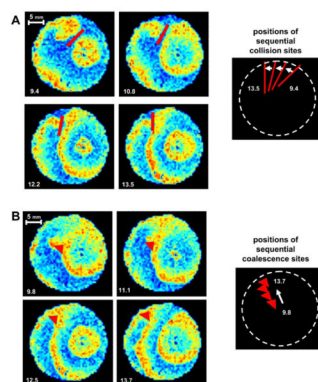 A
5 mm
9.4
10.8
12.2
13.5
positions of
sequential
collision sites
13.5
9.4
B
5 mm
9.8
11.1
12.5
13.7
positions of
sequential
coalescence sites
13.7
9.8